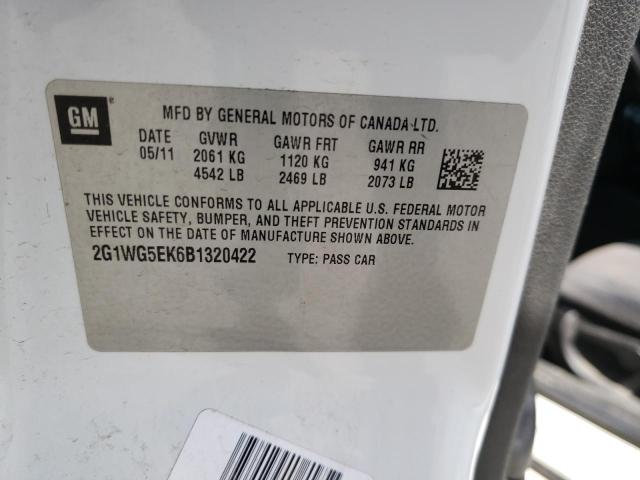 GM ®
MFD BY GENERAL MOTORS OF CANADA LTD.
DATE GVWR GAWR FRT GAWR RR
05/11 2061 KG 1120 KG 941 KG
4542 LB 2469 LB 2073 LB
THIS VEHICLE CONFORMS TO ALL APPLICABLE U.S. FEDERAL MOTOR
VEHICLE SAFETY, BUMPER, AND THEFT PREVENTION STANDARDS IN
EFFECT ON THE DATE OF MANUFACTURE SHOWN ABOVE.
2G1WG5EK6B1320422 TYPE: PASS CAR